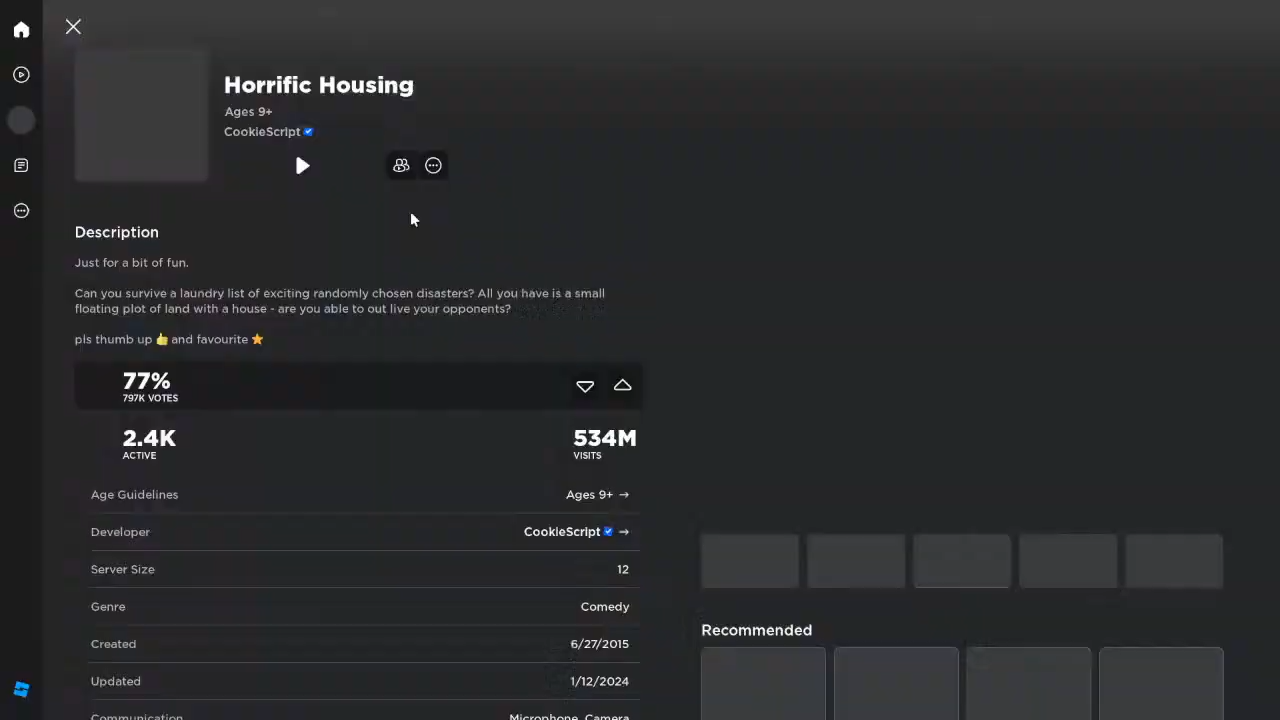 Horrific Housing
Ages 9+
CookieScript
Description
Just for a bit of fun.
Can you survive a laundry list of exciting randomly chosen disasters? All you have is a small
floating plot of land with a house - are you able to out live your opponents?
pls thumb up 👍 and favourite ⭐
77%
797K VOTES
2.4K
ACTIVE
534M
VISITS
Age Guidelines
Ages 9+ →
Developer
CookieScript →
Server Size
12
Genre
Comedy
Created
6/27/2015
Updated
1/12/2024
Communication
Microphone, Camera
Recommended